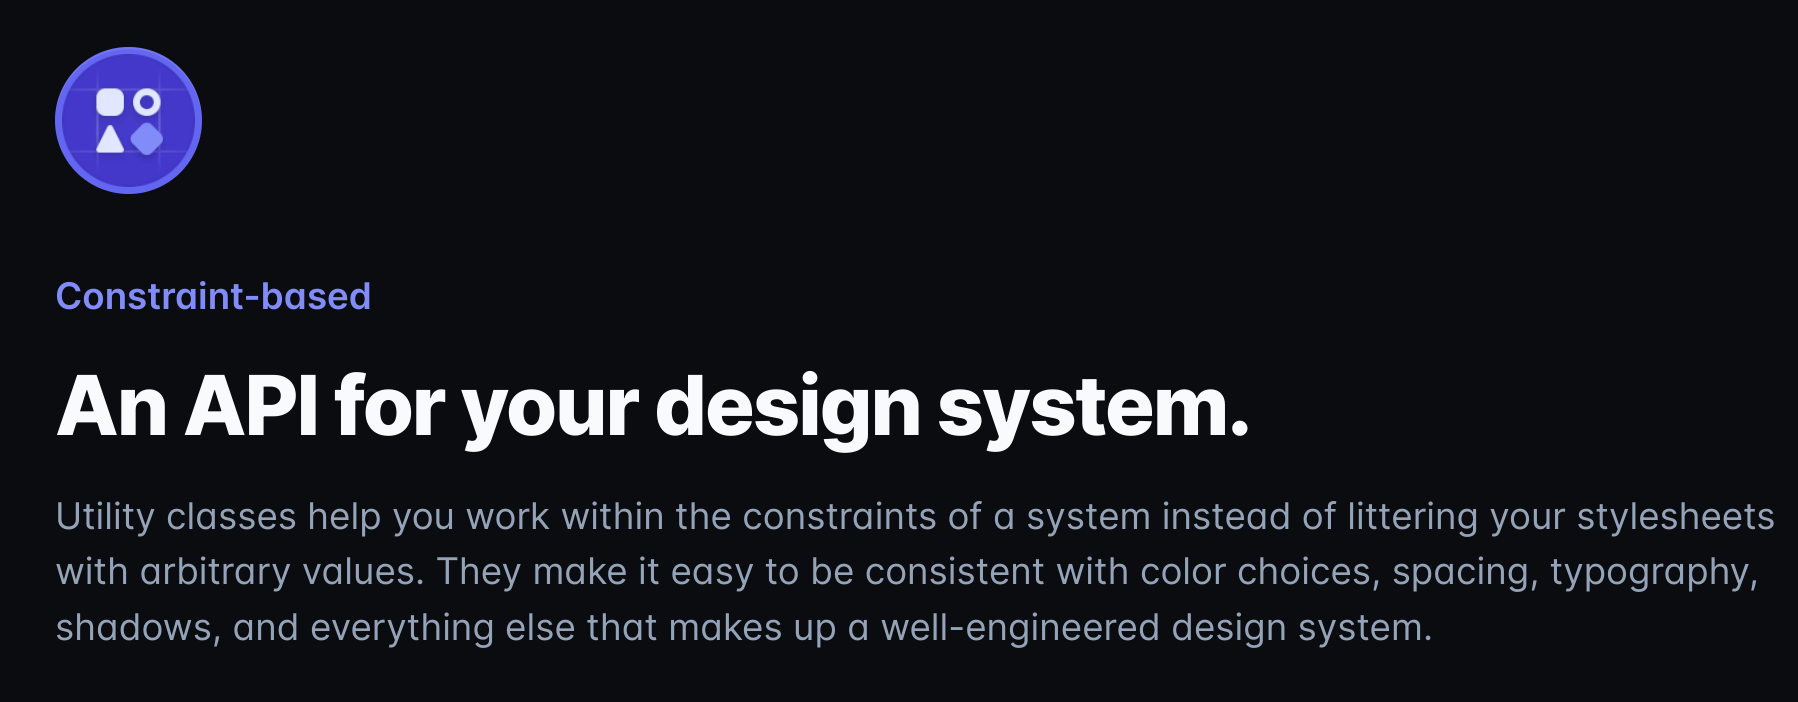 Constraint-based
An API for your design system.
Utility classes help you work within the constraints of a system instead of littering your stylesheets
with arbitrary values. They make it easy to be consistent with color choices, spacing, typography,
shadows, and everything else that makes up a well-engineered design system.